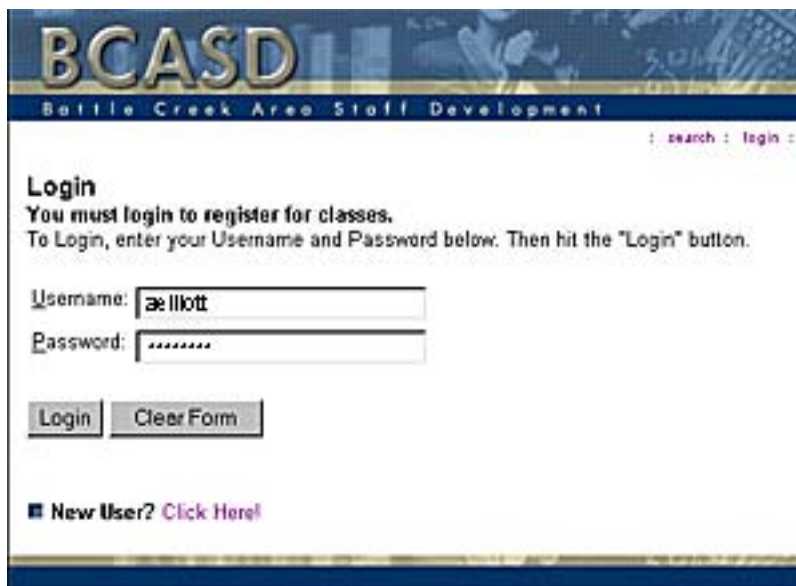 BCASD
Battle Creek Area Staff Development
: search : login :
Login
You must login to register for classes.
To Login, enter your Username and Password below. Then hit the "Login" button.
Username: aelliott
Password: ********
Login Clear Form
New User? Click Here!